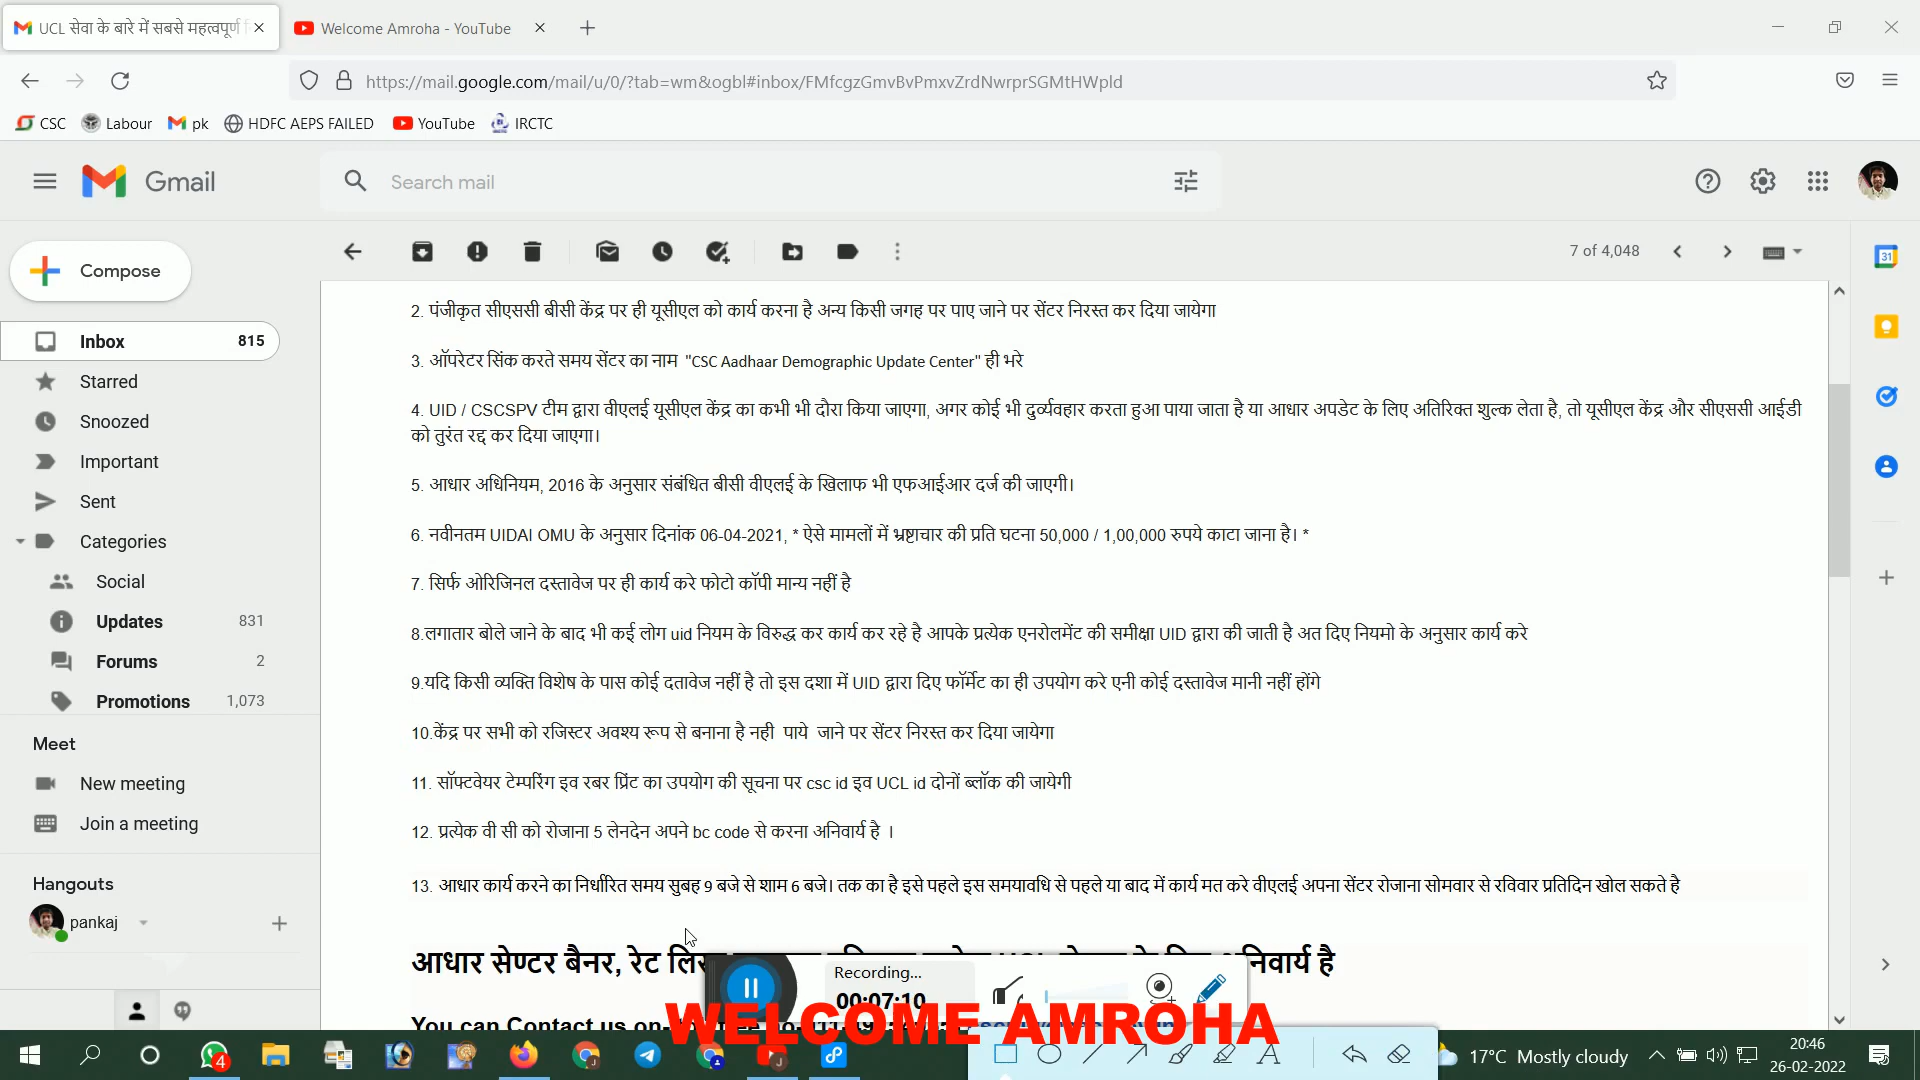 UCL सेवा के बारे में सबसे महत्वपूर्ण
Welcome Amroha - YouTube
https://mail.google.com/mail/u/0/?tab=wm&ogbl#inbox/FMfcgzGmvBvPmxvZrdNwrprSGMtHWpld
CSC Labour pk HDFC AEPS FAILED YouTube IRCTC
Gmail
Search mail
Compose
7 of 4,048
Inbox 815
Starred
Snoozed
Important
Sent
Categories
Social
Updates 831
Forums 2
Promotions 1,073
Meet
New meeting
Join a meeting
Hangouts
pankaj
2. पंजीकृत सीएससी बीसी केंद्र पर ही यूसीएल को कार्य करना है अन्य किसी जगह पर पाए जाने पर सेंटर निरस्त कर दिया जायेगा
3. ऑपरेटर सिंक करते समय सेंटर का नाम "CSC Aadhaar Demographic Update Center" ही भरे
4. UID / CSCSPV टीम द्वारा वीएलई यूसीएल केंद्र का कभी भी दौरा किया जाएगा, अगर कोई भी दुर्व्यवहार करता हुआ पाया जाता है या आधार अपडेट के लिए अतिरिक्त शुल्क लेता है, तो यूसीएल केंद्र और सीएससी आईडी
को तुरंत रद्द कर दिया जाएगा।
5. आधार अधिनियम, 2016 के अनुसार संबंधित बीसी वीएलई के खिलाफ भी एफआईआर दर्ज की जाएगी।
6. नवीनतम UIDAI OMU के अनुसार दिनांक 06-04-2021, * ऐसे मामलों में भ्रष्टाचार की प्रति घटना 50,000 / 1,00,000 रुपये काटा जाना है। *
7. सिर्फ ओरिजिनल दस्तावेज पर ही कार्य करे फोटो कॉपी मान्य नहीं है
8.लगातार बोले जाने के बाद भी कई लोग uid नियम के विरुद्ध कर कार्य कर रहे है आपके प्रत्येक एनरोलमेंट की समीक्षा UID द्वारा की जाती है अत दिए नियमो के अनुसार कार्य करे
9.यदि किसी व्यक्ति विशेष के पास कोई दतावेज नहीं है तो इस दशा में UID द्वारा दिए फॉर्मेट का ही उपयोग करे एनी कोई दस्तावेज मानी नहीं होंगे
10.केंद्र पर सभी को रजिस्टर अवश्य रूप से बनाना है नही पाये जाने पर सेंटर निरस्त कर दिया जायेगा
11. सॉफ्टवेयर टेम्परिंग इव रबर प्रिंट का उपयोग की सूचना पर csc id इव UCL id दोनों ब्लॉक की जायेगी
12. प्रत्येक वी सी को रोजाना 5 लेनदेन अपने bc code से करना अनिवार्य है ।
13. आधार कार्य करने का निर्धारित समय सुबह 9 बजे से शाम 6 बजे। तक का है इसे पहले इस समयावधि से पहले या बाद में कार्य मत करे वीएलई अपना सेंटर रोजाना सोमवार से रविवार प्रतिदिन खोल सकते है
आधार सेण्टर बैनर, रेट अनिवार्य है
You can Contact us on
Recording...
00:07:10
WELCOME AMROHA
4
31
17°C Mostly cloudy
20:46
26-02-2022